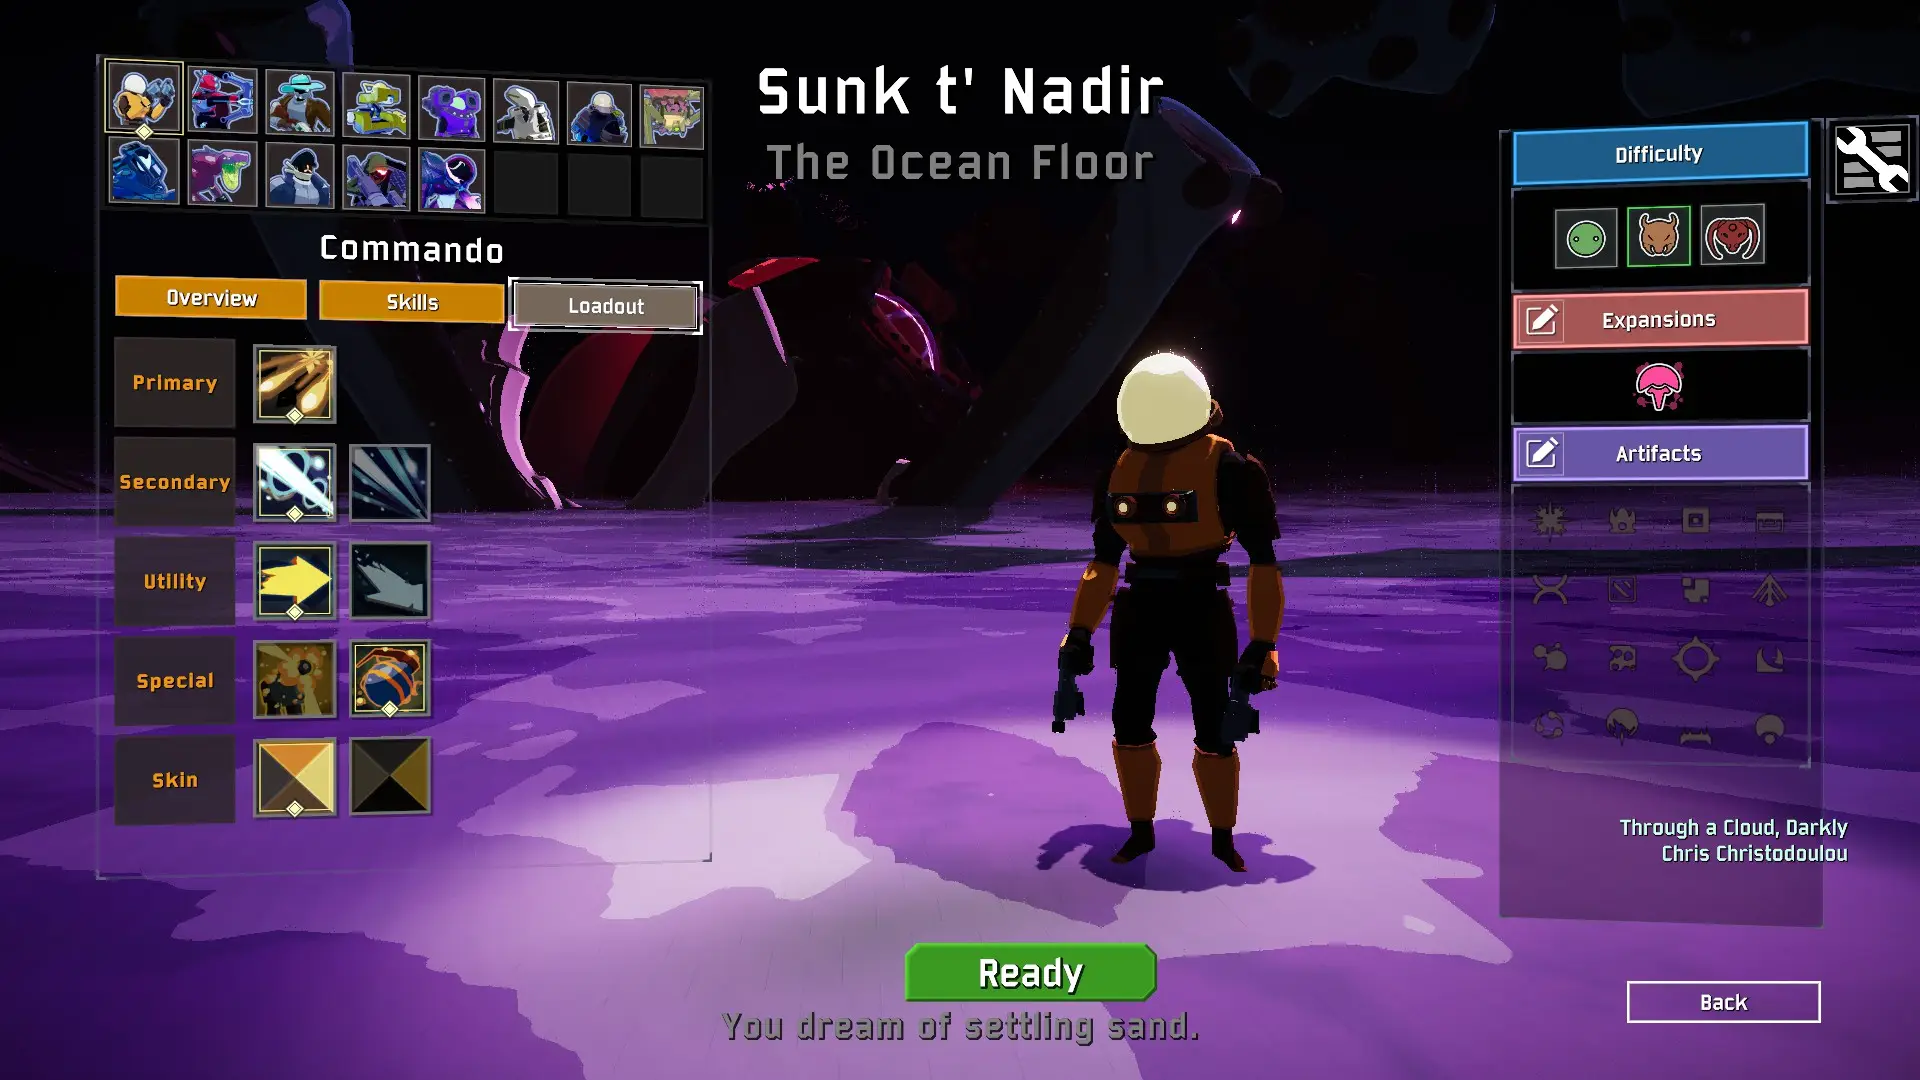 Sunk t' Nadir
The Ocean Floor
Commando
Overview
Skills
Loadout
Primary
Secondary
Utility
Special
Skin
Difficulty
Expansions
Artifacts
Through a Cloud, Darkly
Chris Christodoulou
Ready
You dream of settling sand.
Back